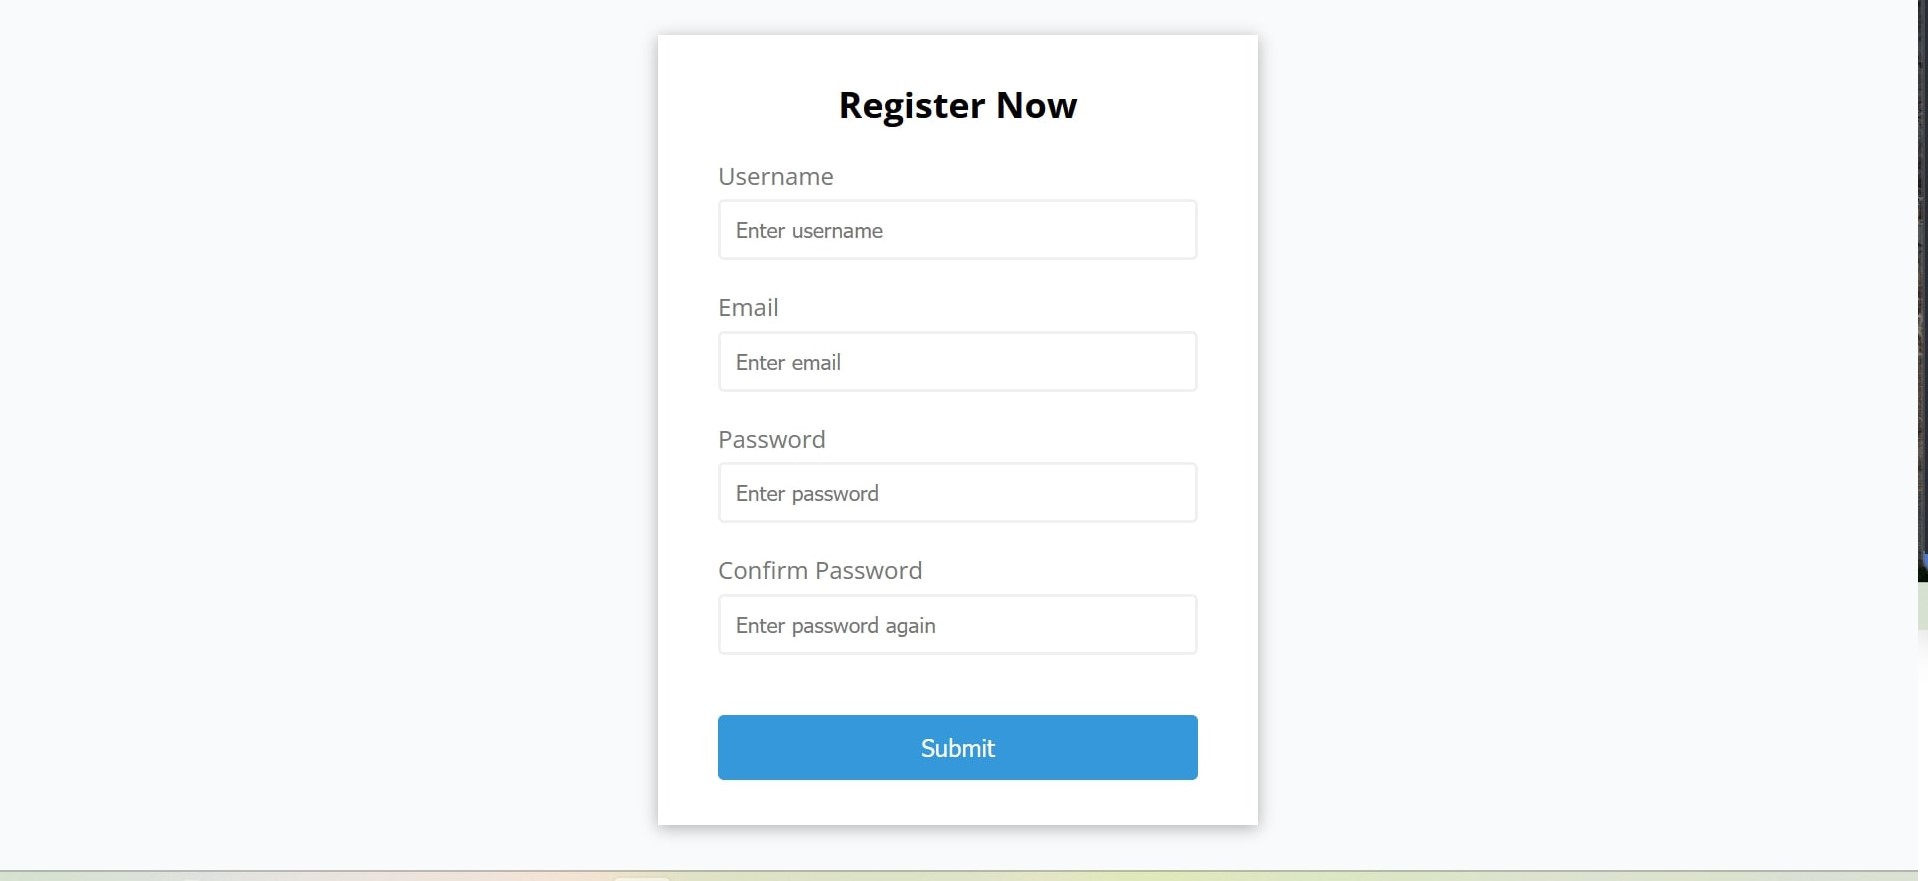 Register Now
Username
Enter username
Email
Enter email
Password
Enter password
Confirm Password
Enter password again
Submit